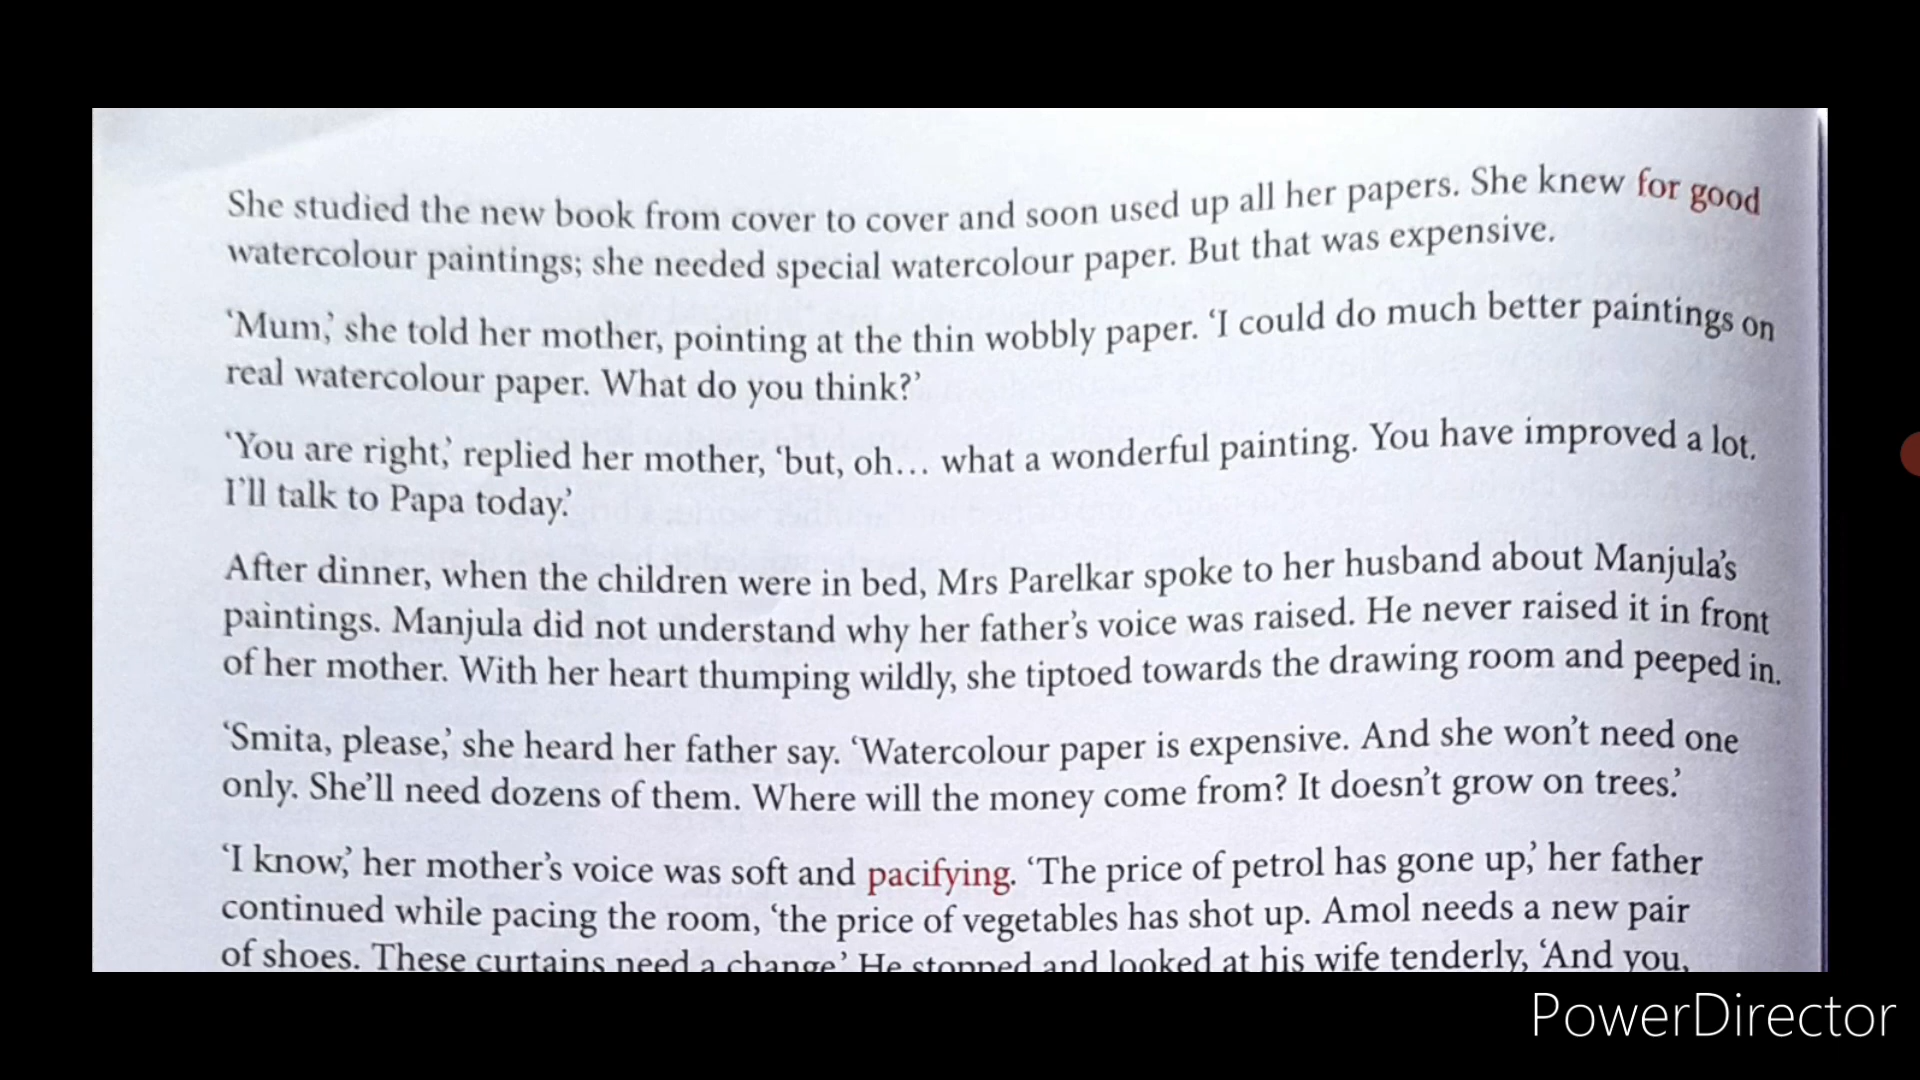 She studied the new book from cover to cover and soon used up all her papers. She knew for good
watercolour paintings; she needed special watercolour paper. But that was expensive.
‘Mum,’ she told her mother, pointing at the thin wobbly paper. ‘I could do much better paintings on
real watercolour paper. What do you think?’
‘You are right,’ replied her mother, ‘but, oh… what a wonderful painting. You have improved a lot.
I’ll talk to Papa today.’
After dinner, when the children were in bed, Mrs Parelkar spoke to her husband about Manjula’s
paintings. Manjula did not understand why her father’s voice was raised. He never raised it in front
of her mother. With her heart thumping wildly, she tiptoed towards the drawing room and peeped in.
‘Smita, please,’ she heard her father say. ‘Watercolour paper is expensive. And she won’t need one
only. She’ll need dozens of them. Where will the money come from? It doesn’t grow on trees.’
‘I know,’ her mother’s voice was soft and pacifying. ‘The price of petrol has gone up,’ her father
continued while pacing the room, ‘the price of vegetables has shot up. Amol needs a new pair
of shoes. These curtains need a change.’ He stopped and looked at his wife tenderly, ‘And you,
PowerDirector